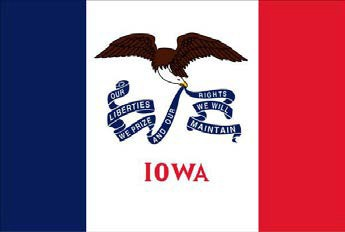 OUR
LIBERTIES
WE PRIZE
AND OUR
RIGHTS
WE WILL
MAINTAIN
IOWA